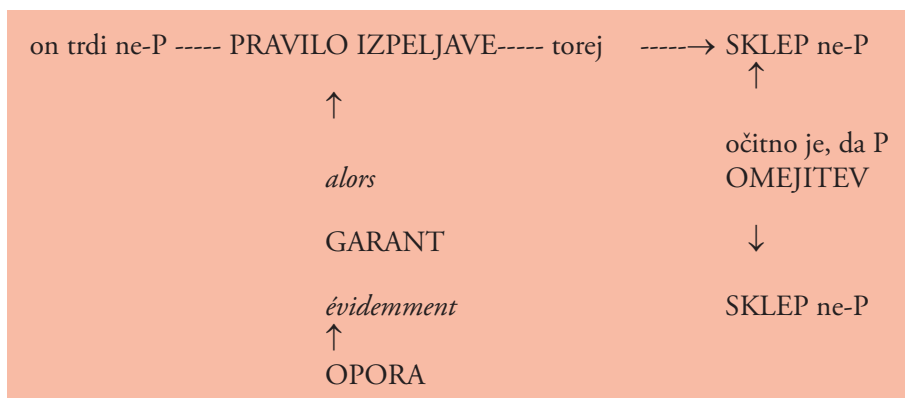 on trdi ne-P ----- PRAVILO IZPELJAVE----- torej -----→ SKLEP ne-P
↑ ↑
očitno je, da P
alors OMEJITEV
GARANT ↓
évidemment SKLEP ne-P
↑
OPORA